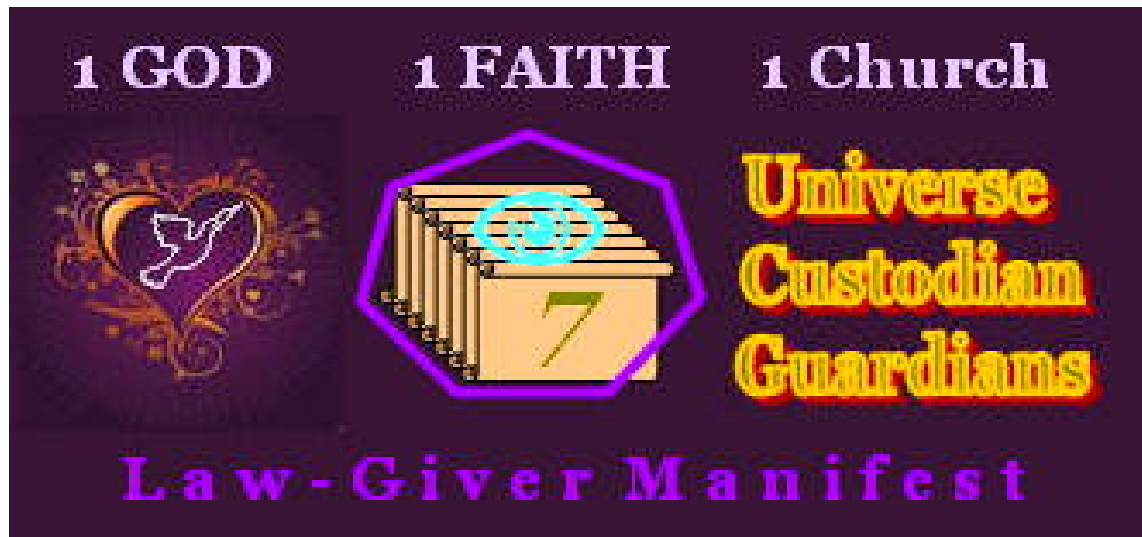 1 GOD 1 FAITH 1 Church
7
Universe
Custodian
Guardians
Law-Giver Manifest